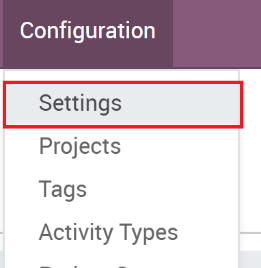 Configuration
Settings
Projects
Tags
Activity Types